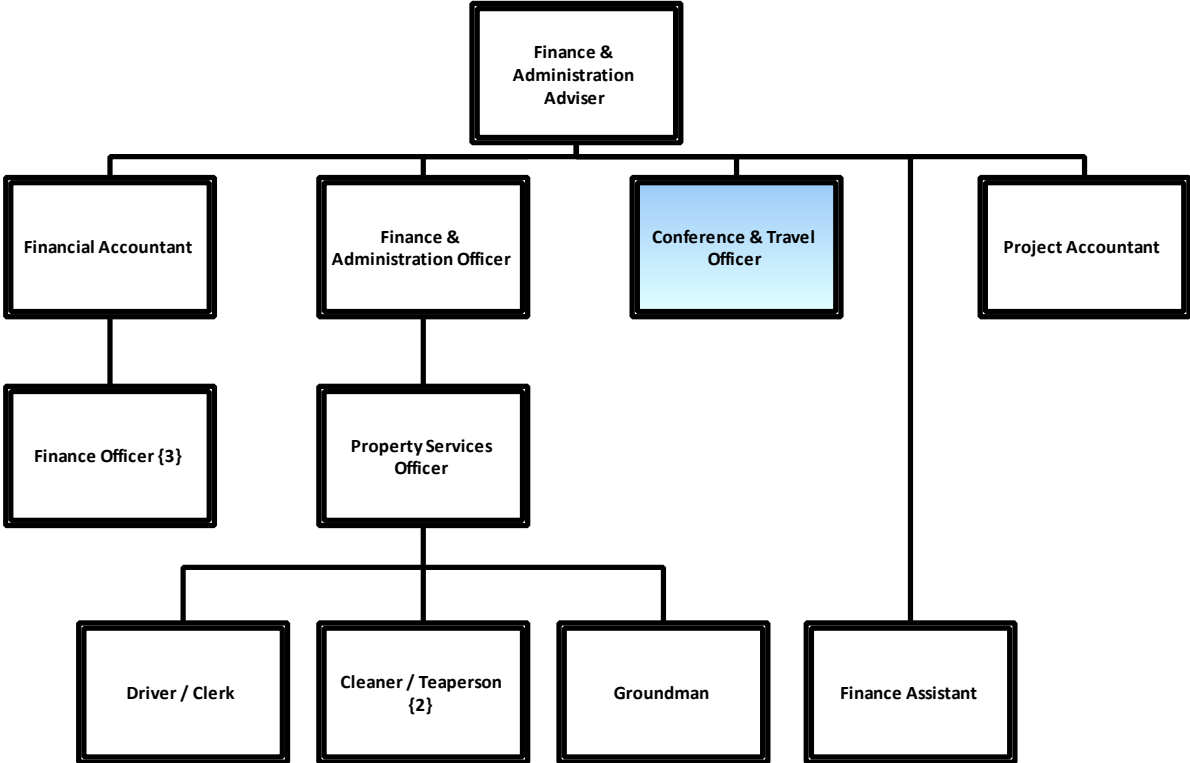 Finance &
Administration
Adviser
Financial Accountant
Finance &
Administration Officer
Conference & Travel
Officer
Project Accountant
Finance Officer {3}
Property Services
Officer
Driver / Clerk
Cleaner / Teaperson
{2}
Groundman
Finance Assistant